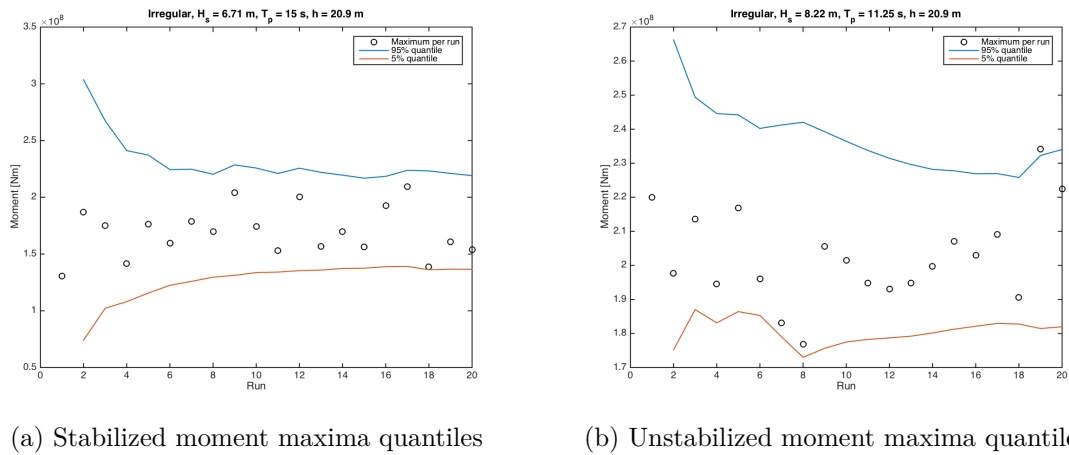 Irregular, H_s = 6.71 m, T_p = 15 s, h = 20.9 m
×10^8
3.5
3
2.5
2
1.5
1
0.5
Moment [Nm]
Maximum per run
95% quantile
5% quantile
0 2 4 6 8 10 12 14 16 18 20
Run
(a) Stabilized moment maxima quantiles
Irregular, H_s = 8.22 m, T_p = 11.25 s, h = 20.9 m
×10^8
2.7
2.6
2.5
2.4
2.3
2.2
2.1
2
1.9
1.8
1.7
Moment [Nm]
Maximum per run
95% quantile
5% quantile
0 2 4 6 8 10 12 14 16 18 20
Run
(b) Unstabilized moment maxima quantile